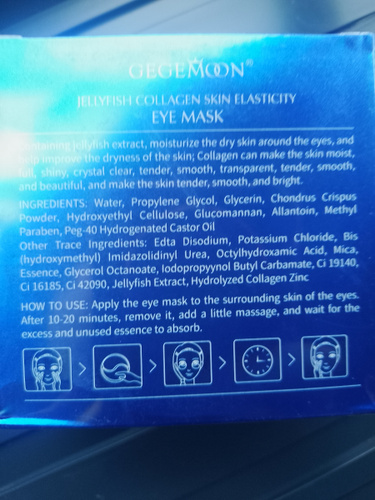 GEGEMOON®
JELLYFISH COLLAGEN SKIN ELASTICITY
EYE MASK
jellyfish extract, moisturize the dry skin around the eyes, and
help improve the dryness of the skin; Collagen can make the skin moist,
full, shiny, crystal clear, tender, smooth, transparent, tender, smooth,
and beautiful, and make the skin tender, smooth, and bright.
INGREDIENTS: Water, Propylene Glycol, Glycerin, Chondrus Crispus
Powder, Hydroxyethyl Cellulose, Glucomannan, Allantoin, Methyl
Paraben, Peg-40 Hydrogenated Castor Oil
Other Trace Ingredients: Edta Disodium, Potassium Chloride, Bis
(hydroxymethyl) Imidazolidinyl Urea, Octylhydroxamic Acid, Mica,
Essence, Glycerol Octanoate, Iodopropynol Butyl Carbamate, Ci 19140,
Ci 16185, Ci 42090, Jellyfish Extract, Hydrolyzed Collagen Zinc
HOW TO USE: Apply the eye mask to the surrounding skin of the eyes.
After 10-20 minutes, remove it, add a little massage, and wait for the
excess and unused essence to absorb.